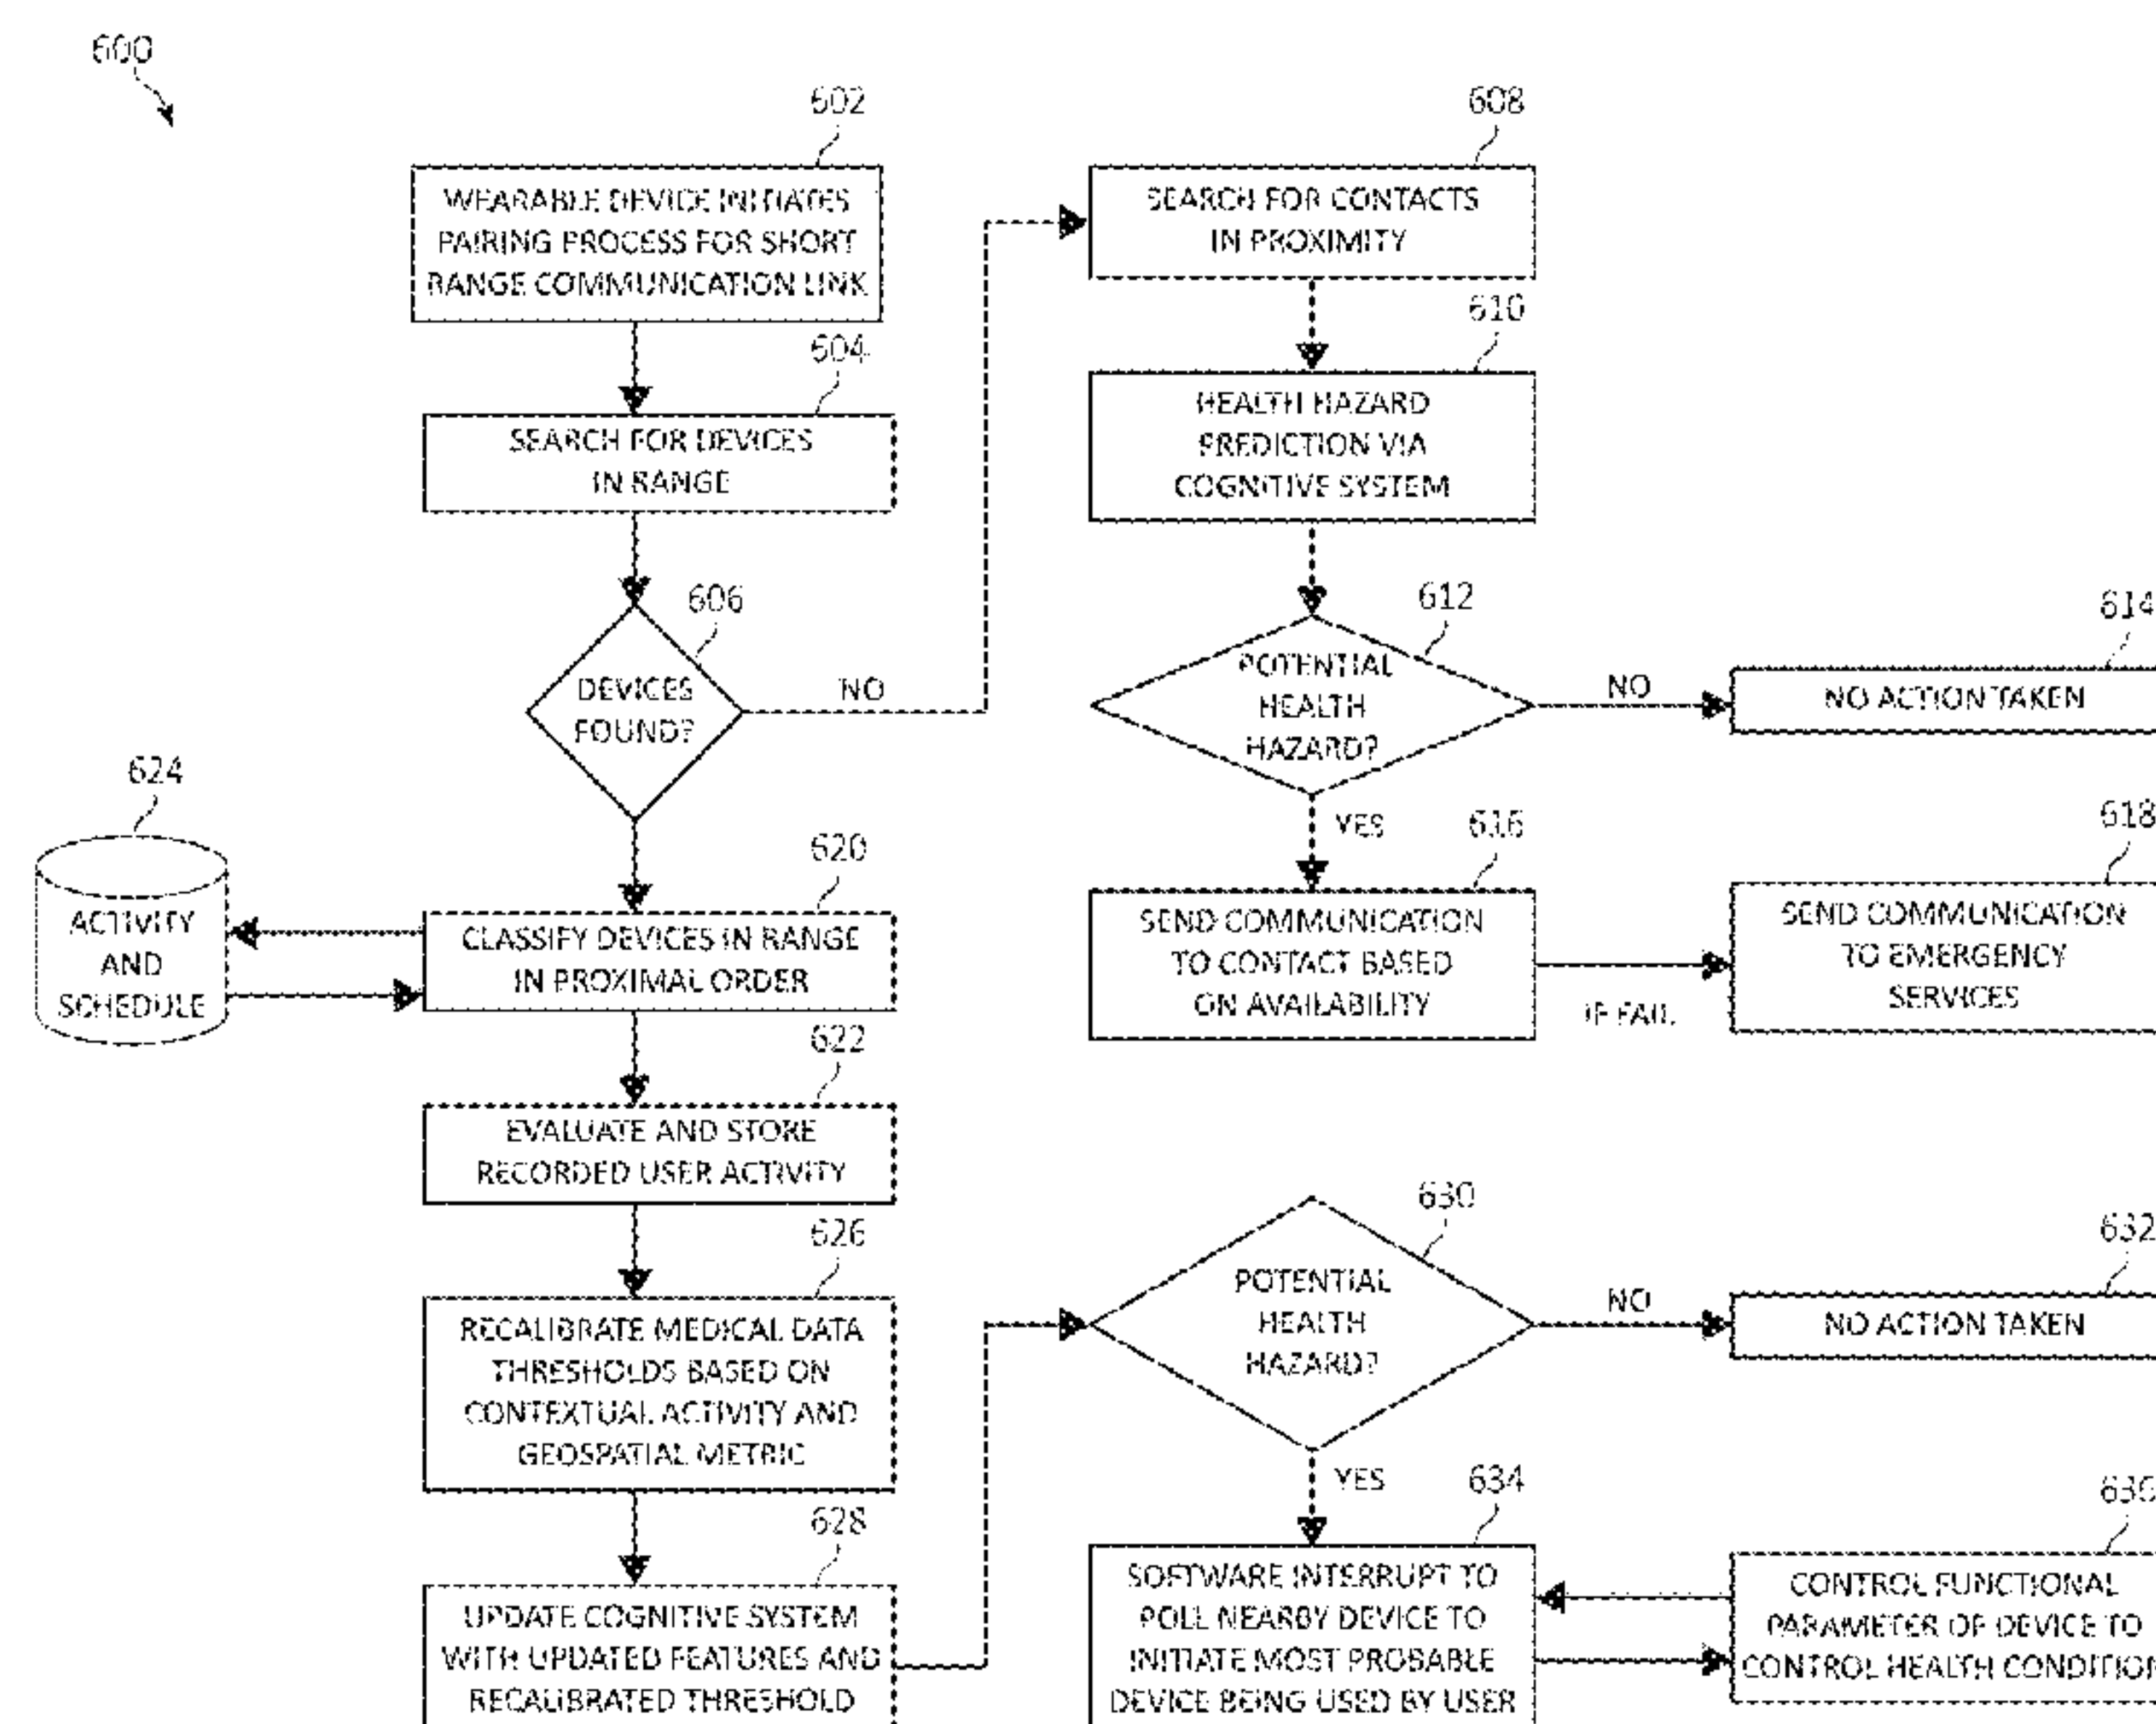 600
602
WEARABLE DEVICE INITIATES
PAIRING PROCESS FOR SHORT
RANGE COMMUNICATION LINK
604
SEARCH FOR DEVICES
IN RANGE
606
DEVICES
FOUND?
NO
608
SEARCH FOR CONTACTS
IN PROXIMITY
610
HEALTH HAZARD
PREDICTION VIA
COGNITIVE SYSTEM
612
POTENTIAL
HEALTH
HAZARD?
NO
614
NO ACTION TAKEN
YES
616
SEND COMMUNICATION
TO CONTACT BASED
ON AVAILABILITY
IF FAIL
618
SEND COMMUNICATION
TO EMERGENCY
SERVICES
624
ACTIVITY
AND
SCHEDULE
620
CLASSIFY DEVICES IN RANGE
IN PROXIMAL ORDER
622
EVALUATE AND STORE
RECORDED USER ACTIVITY
626
RECALIBRATE MEDICAL DATA
THRESHOLDS BASED ON
CONTEXTUAL ACTIVITY AND
GEOSPATIAL METRIC
628
UPDATE COGNITIVE SYSTEM
WITH UPDATED FEATURES AND
RECALIBRATED THRESHOLD
630
POTENTIAL
HEALTH
HAZARD?
NO
632
NO ACTION TAKEN
YES
634
SOFTWARE INTERRUPT TO
POLL NEARBY DEVICE TO
INITIATE MOST PROBABLE
DEVICE BEING USED BY USER
636
CONTROL FUNCTIONAL
PARAMETER OF DEVICE TO
CONTROL HEALTH CONDITION